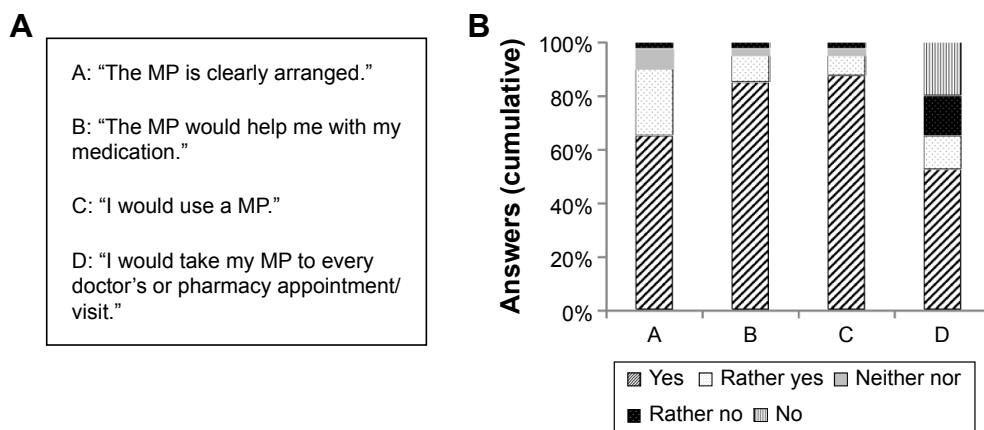 A
A: “The MP is clearly arranged.”
B: “The MP would help me with my
medication.”
C: “I would use a MP.”
D: “I would take my MP to every
doctor’s or pharmacy appointment/
visit.”
B
Answers (cumulative)
100%
80%
60%
40%
20%
0%
A B C D
Yes Rather yes Neither nor
Rather no No